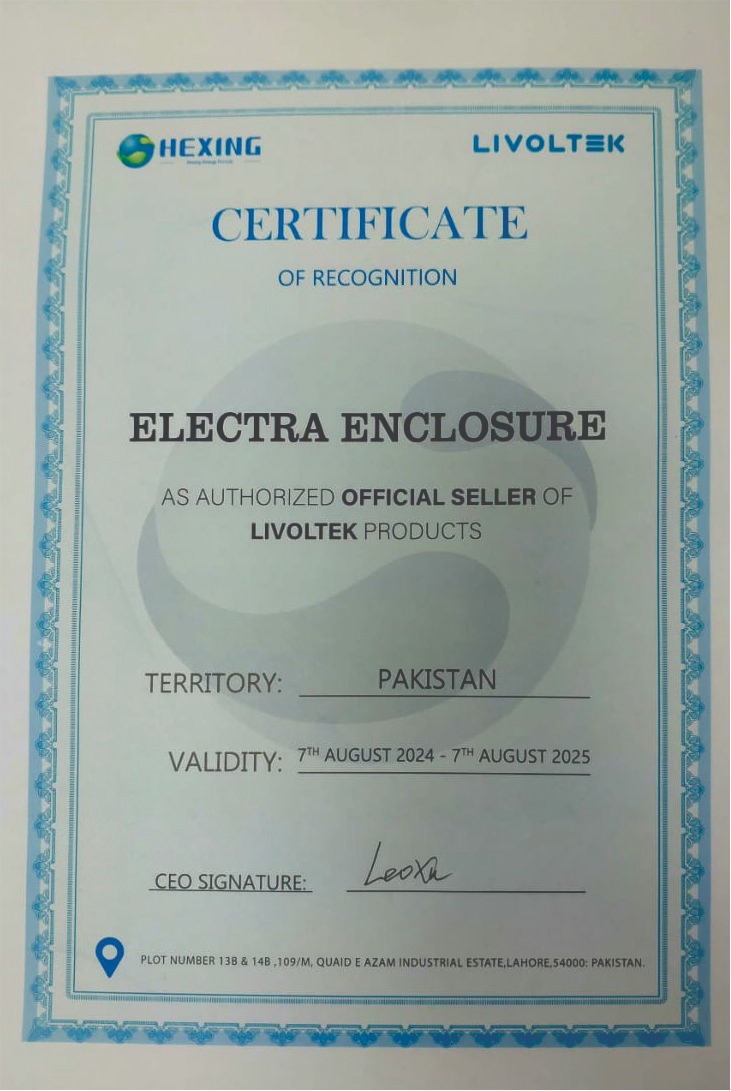 HEXING
LIVOLTEK
CERTIFICATE
OF RECOGNITION
ELECTRA ENCLOSURE
AS AUTHORIZED OFFICIAL SELLER OF
LIVOLTEK PRODUCTS
TERRITORY: PAKISTAN
VALIDITY: 7TH AUGUST 2024 - 7TH AUGUST 2025
CEO SIGNATURE: LeoXu
PLOT NUMBER 13B & 14B ,109/M, QUAID E AZAM INDUSTRIAL ESTATE,LAHORE,54000: PAKISTAN.